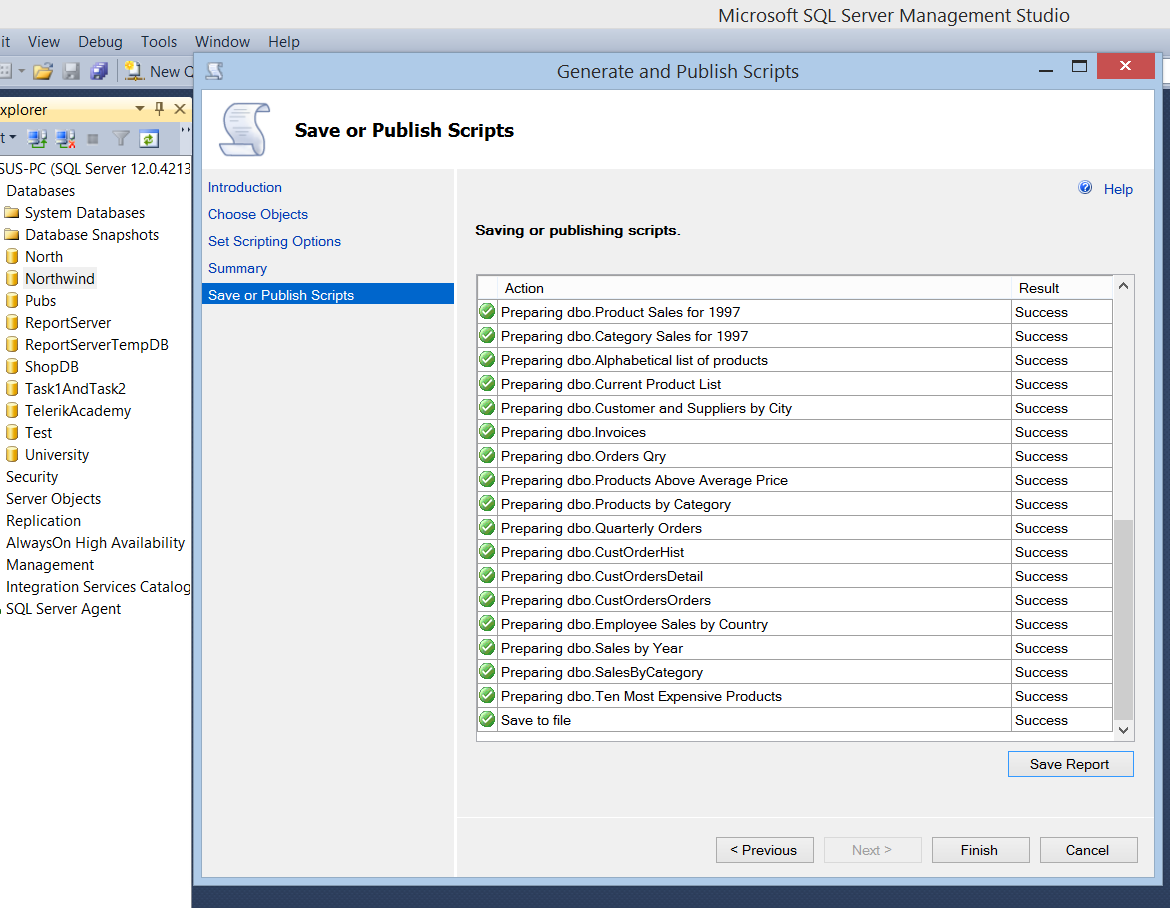 Microsoft SQL Server Management Studio
it View Debug Tools Window Help
New Q
Generate and Publish Scripts
xplorer
t
SUS-PC (SQL Server 12.0.4213
Databases
System Databases
Database Snapshots
North
Northwind
Pubs
ReportServer
ReportServerTempDB
ShopDB
Task1AndTask2
TelerikAcademy
Test
University
Security
Server Objects
Replication
AlwaysOn High Availability
Management
Integration Services Catalog
SQL Server Agent
Save or Publish Scripts
Introduction
Choose Objects
Set Scripting Options
Summary
Save or Publish Scripts
Help
Saving or publishing scripts.
Action Result
Preparing dbo.Product Sales for 1997 Success
Preparing dbo.Category Sales for 1997 Success
Preparing dbo.Alphabetical list of products Success
Preparing dbo.Current Product List Success
Preparing dbo.Customer and Suppliers by City Success
Preparing dbo.Invoices Success
Preparing dbo.Orders Qry Success
Preparing dbo.Products Above Average Price Success
Preparing dbo.Products by Category Success
Preparing dbo.Quarterly Orders Success
Preparing dbo.CustOrderHist Success
Preparing dbo.CustOrdersDetail Success
Preparing dbo.CustOrdersOrders Success
Preparing dbo.Employee Sales by Country Success
Preparing dbo.Sales by Year Success
Preparing dbo.SalesByCategory Success
Preparing dbo.Ten Most Expensive Products Success
Save to file Success
Save Report
< Previous Next > Finish Cancel